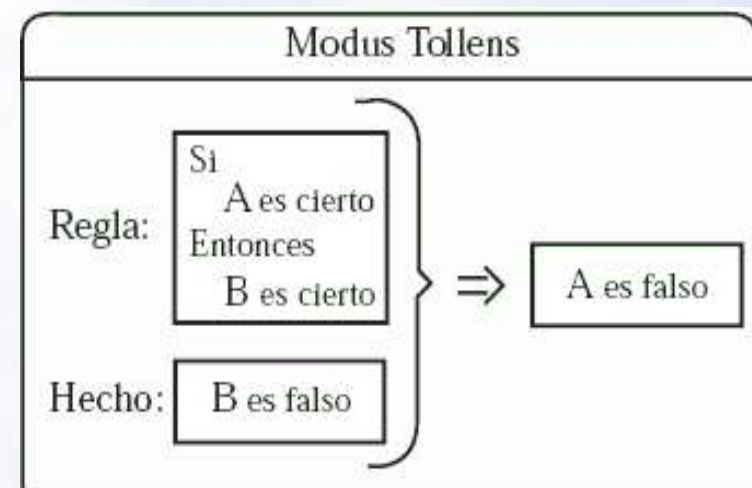 Modus Tollens
Regla:
Si
A es cierto
Entonces
B es cierto
Hecho:
B es falso
A es falso